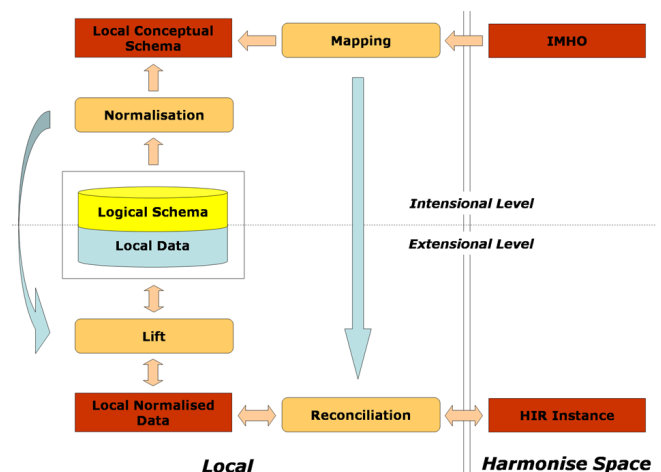 Local Conceptual
Schema
Mapping
IMHO
Normalisation
Logical Schema
Intensional Level
Local Data
Extensional Level
Lift
Local Normalised
Data
Reconciliation
HIR Instance
Local
Harmonise Space